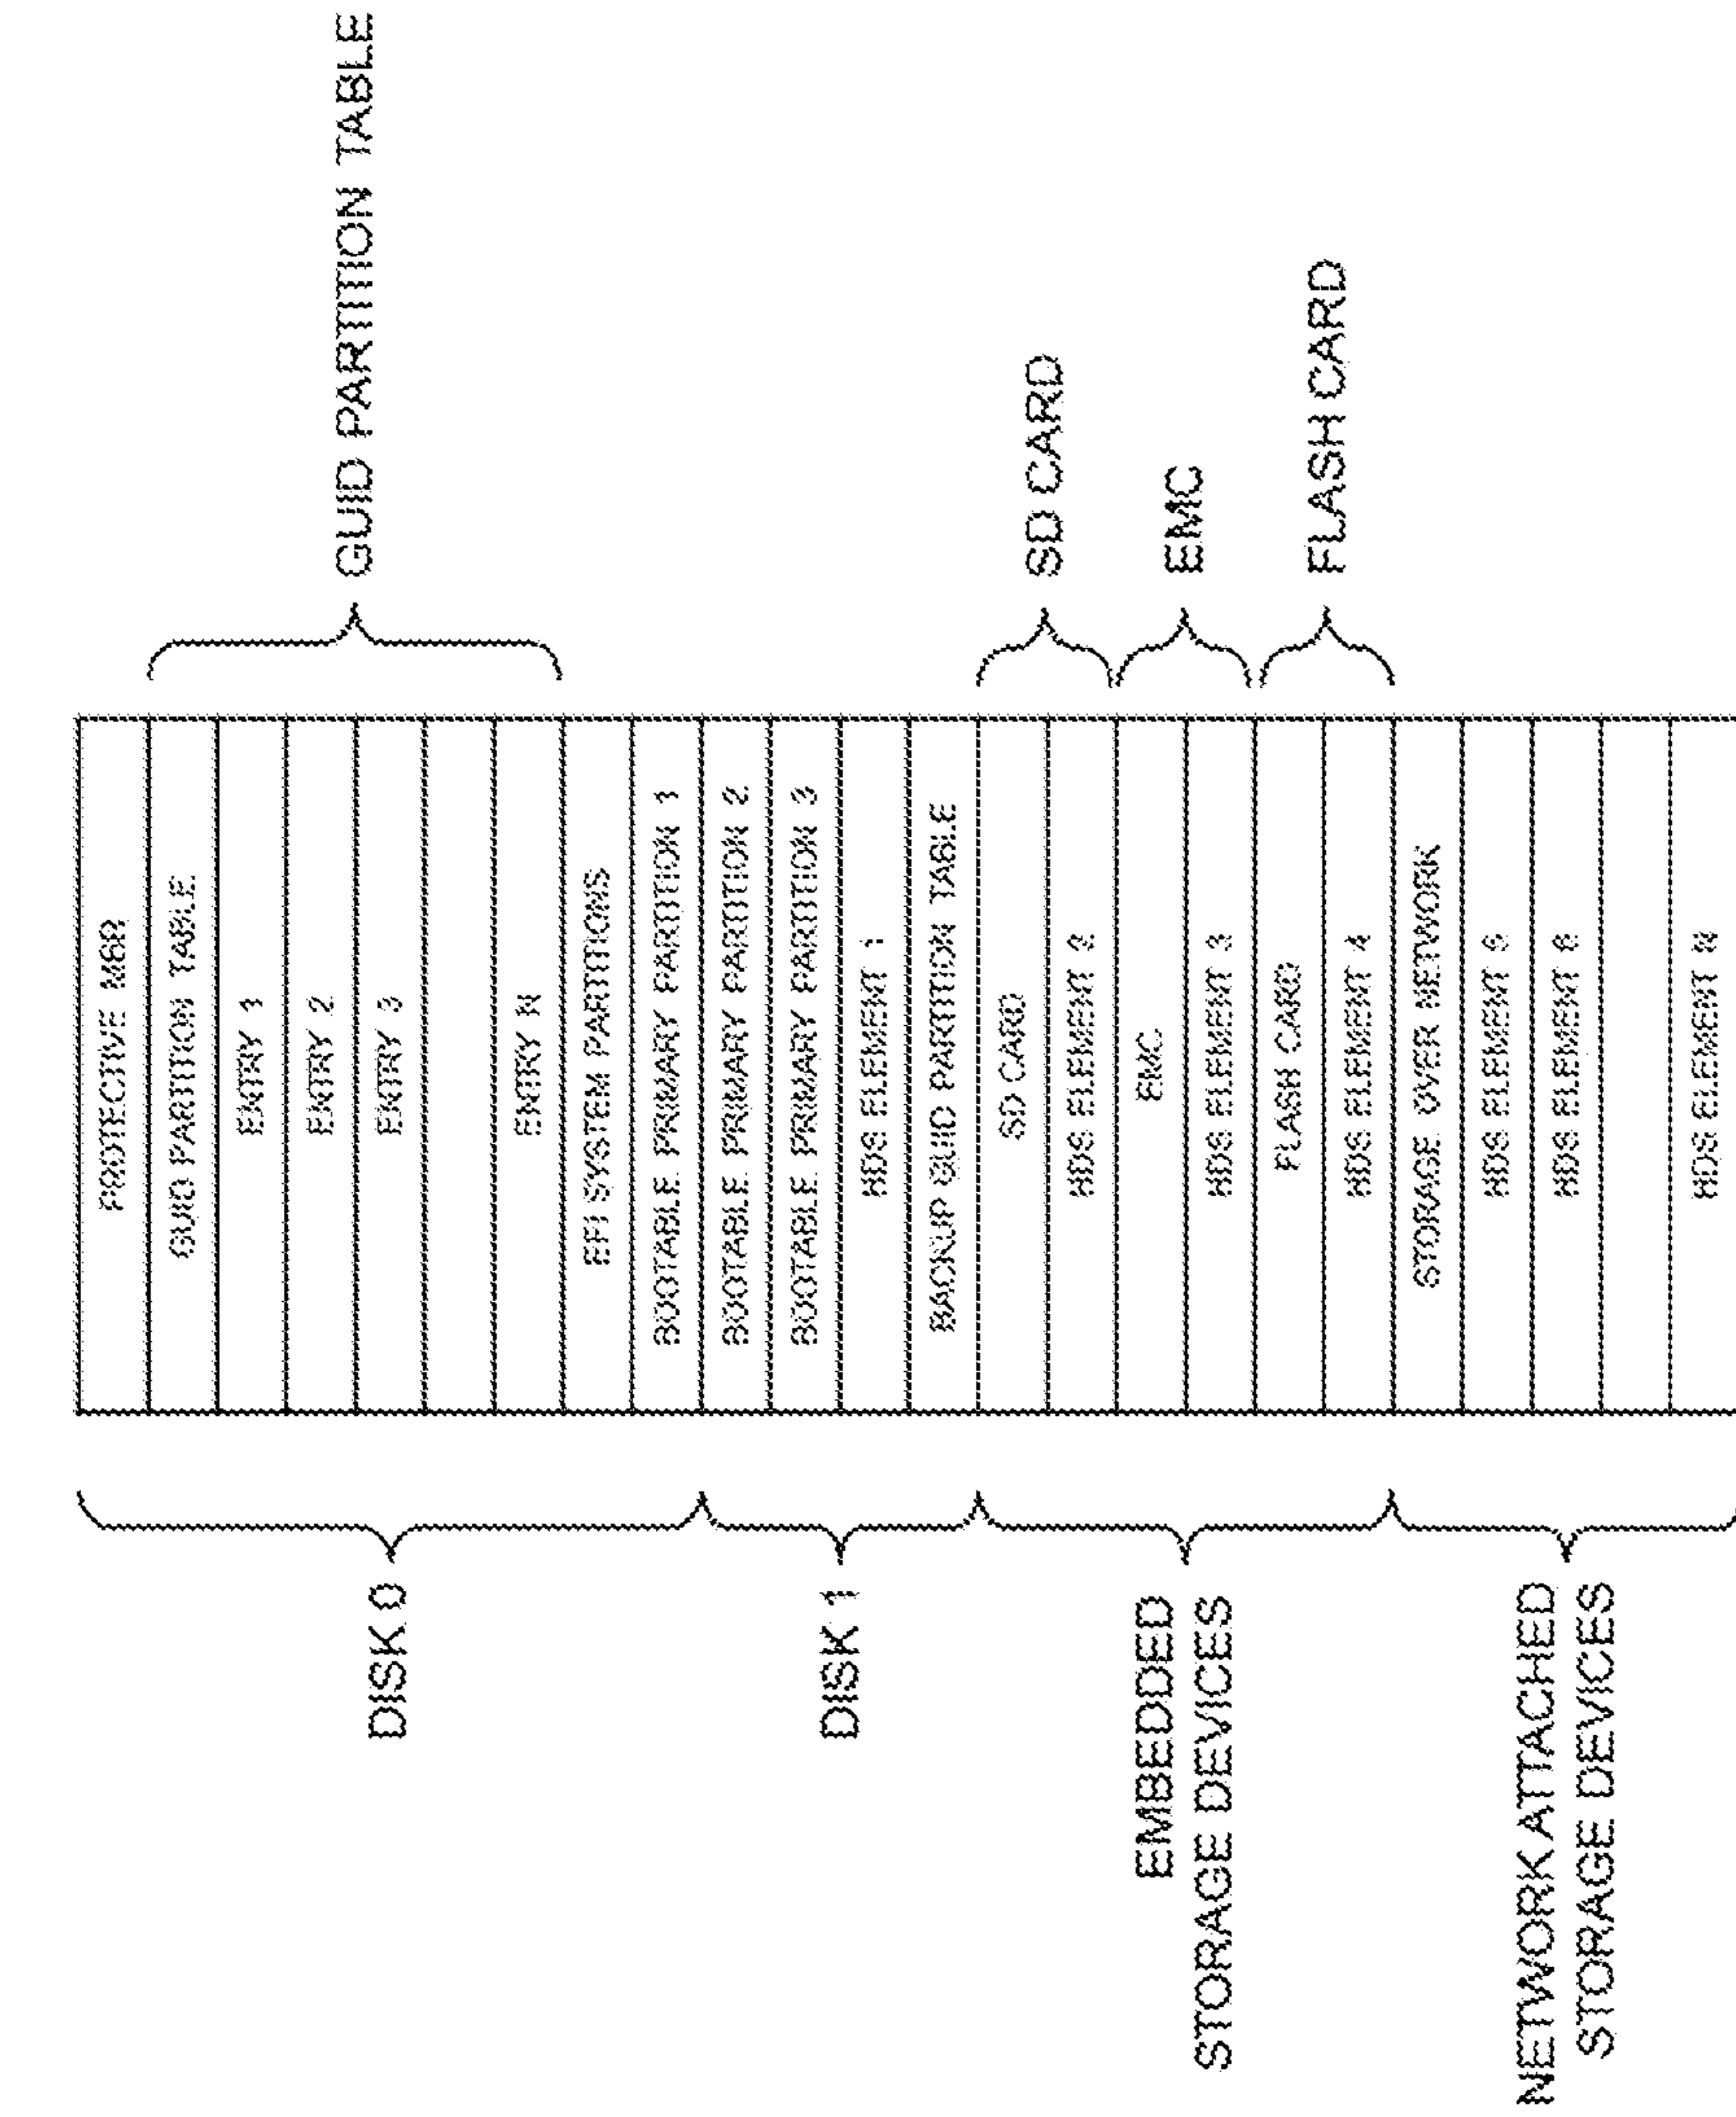 PROTECTIVE MBR
GUID PARTITION TABLE
ENTRY 1
ENTRY 2
ENTRY 3
ENTRY N
EFI SYSTEM PARTITIONS
BOOTABLE PRIMARY PARTITION 1
BOOTABLE PRIMARY PARTITION 2
BOOTABLE PRIMARY PARTITION 3
HDS ELEMENT 1
BACKUP GUID PARTITION TABLE
SD CARD
HDS ELEMENT 2
EMC
HDS ELEMENT 3
FLASH CARD
HDS ELEMENT 4
STORAGE OVER NETWORK
HDS ELEMENT 5
HDS ELEMENT 6
HDS ELEMENT N
DISK 0
DISK 1
EMBEDDED
STORAGE DEVICES
NETWORK ATTACHED
STORAGE DEVICES
GUID PARTITION TABLE
SD CARD
EMC
FLASH CARD